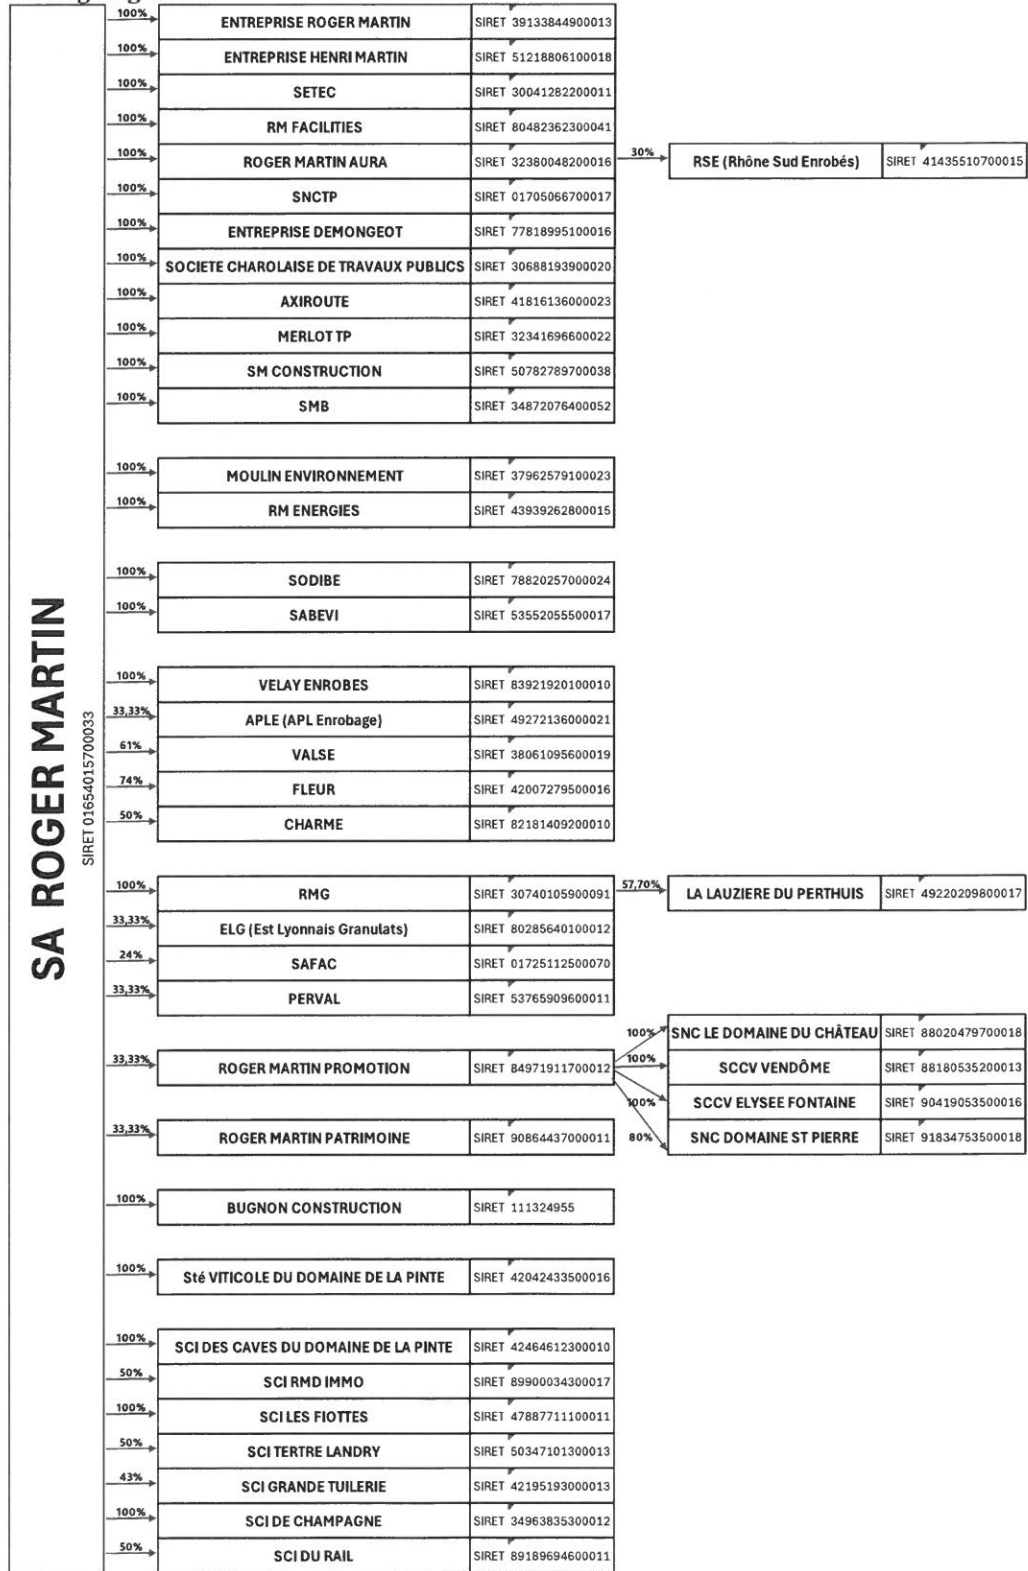 SA ROGER MARTIN
SIRET 01654015700033
100% ENTREPRISE ROGER MARTIN SIRET 39133844900013
100% ENTREPRISE HENRI MARTIN SIRET 51218806100018
100% SETEC SIRET 30041282200011
100% RM FACILITIES SIRET 80482362300041
100% ROGER MARTIN AURA SIRET 32380048200016 30% RSE (Rhône Sud Enrobés) SIRET 41435510700015
100% SNCTP SIRET 01705066700017
100% ENTREPRISE DEMONGEOT SIRET 77818995100016
100% SOCIETE CHAROLAISE DE TRAVAUX PUBLICS SIRET 30688193900020
100% AXIROUTE SIRET 41816136000023
100% MERLOT TP SIRET 32341696600022
100% SM CONSTRUCTION SIRET 50782789700038
100% SMB SIRET 34872076400052
100% MOULIN ENVIRONNEMENT SIRET 37962579100023
100% RM ENERGIES SIRET 43939262800015
100% SODIBE SIRET 78820257000024
100% SABEVI SIRET 53552055500017
100% VELAY ENROBES SIRET 83921920100010
33,33% APLE (APL Enrobage) SIRET 49272136000021
61% VALSE SIRET 38061095600019
74% FLEUR SIRET 42007279500016
50% CHARME SIRET 82181409200010
100% RMG SIRET 30740105900091 57,70% LA LAUZIERE DU PERTHUIS SIRET 49220209800017
33,33% ELG (Est Lyonnais Granulats) SIRET 80285640100012
24% SAFAC SIRET 01725112500070
33,33% PERVAL SIRET 53765909600011
100% SNC LE DOMAINE DU CHÂTEAU SIRET 88020479700018
33,33% ROGER MARTIN PROMOTION SIRET 84971911700012 100% SCCV VENDÔME SIRET 88180535200013
100% SCCV ELYSEE FONTAINE SIRET 90419053500016
33,33% ROGER MARTIN PATRIMOINE SIRET 90864437000011 80% SNC DOMAINE ST PIERRE SIRET 91834753500018
100% BUGNON CONSTRUCTION SIRET 111324955
100% Sté VITICOLE DU DOMAINE DE LA PINTE SIRET 42042433500016
100% SCI DES CAVES DU DOMAINE DE LA PINTE SIRET 42464612300010
50% SCI RMD IMMO SIRET 89900034300017
100% SCI LES FIOTTES SIRET 47887711100011
50% SCI TERTRE LANDRY SIRET 50347101300013
43% SCI GRANDE TUILERIE SIRET 42195193000013
100% SCI DE CHAMPAGNE SIRET 34963835300012
50% SCI DU RAIL SIRET 89189694600011